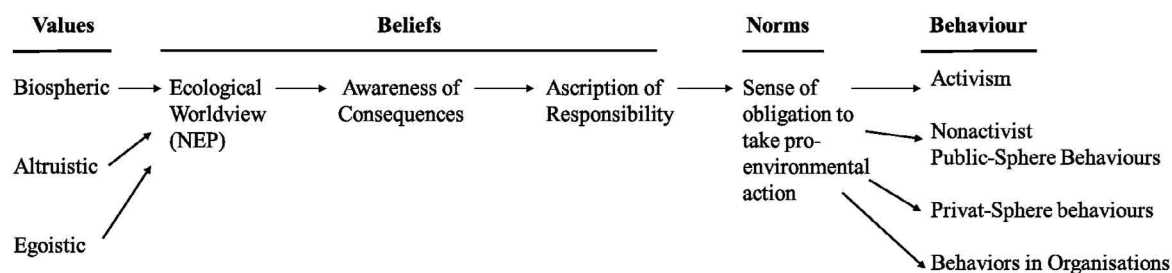 Values
Beliefs
Norms
Behaviour
Biospheric
Ecological
Worldview
(NEP)
Awareness of
Consequences
Ascription of
Responsibility
Sense of
obligation to
take pro-
environmental
action
Activism
Altruistic
Nonactivist
Public-Sphere Behaviours
Egoistic
Privat-Sphere behaviours
Behaviors in Organisations